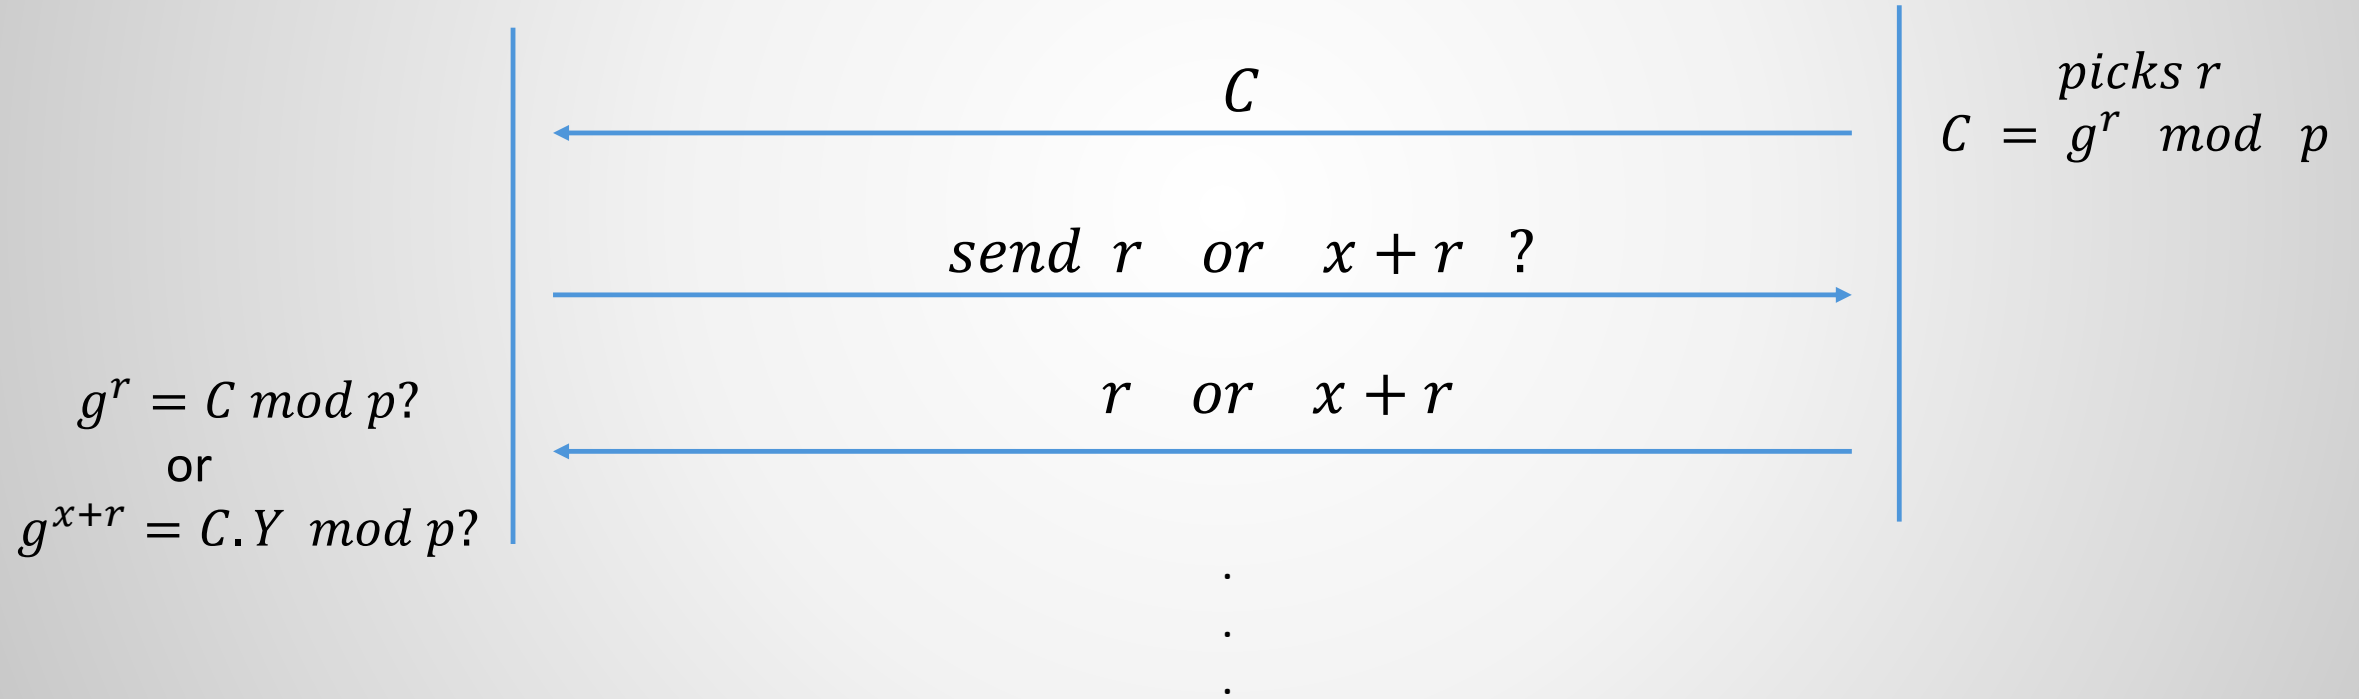 C
picks r
C = g^r mod p
send r or x + r ?
r or x + r
g^r = C mod p?
or
g^{x+r} = C.Y mod p?
.
.
.